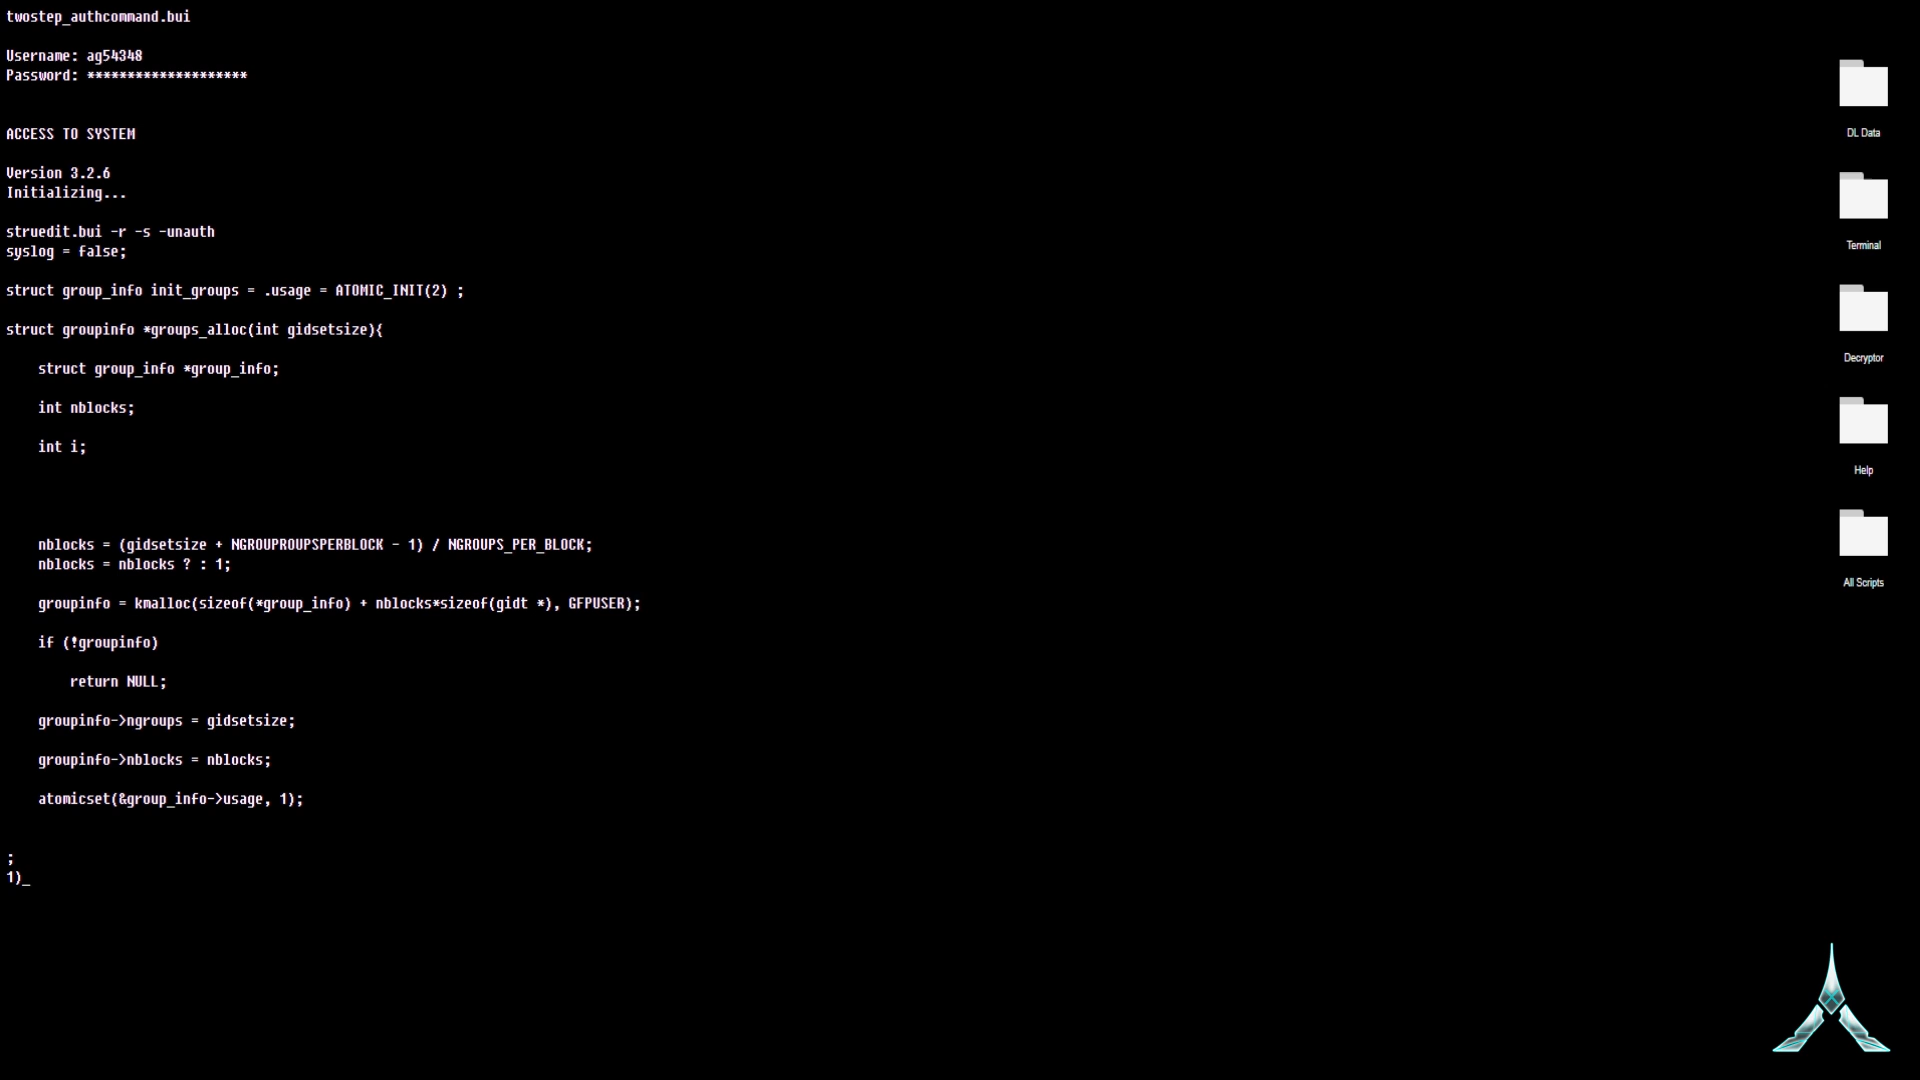 twostep_authcommand.bui
Username: ag54348
Password: ********************
ACCESS TO SYSTEM
Version 3.2.6
Initializing...
struedit.bui -r -s -unauth
syslog = false;
struct group_info init_groups = .usage = ATOMIC_INIT(2) ;
struct groupinfo *groups_alloc(int gidsetsize){
struct group_info *group_info;
int nblocks;
int i;
nblocks = (gidsetsize + NGROUPROUPSPERBLOCK - 1) / NGROUPS_PER_BLOCK;
nblocks = nblocks ? : 1;
groupinfo = kmalloc(sizeof(*group_info) + nblocks*sizeof(gidt *), GFPUSER);
if (!groupinfo)
return NULL;
groupinfo->ngroups = gidsetsize;
groupinfo->nblocks = nblocks;
atomicset(&group_info->usage, 1);
;
1)_
DL Data
Terminal
Decryptor
Help
All Scripts